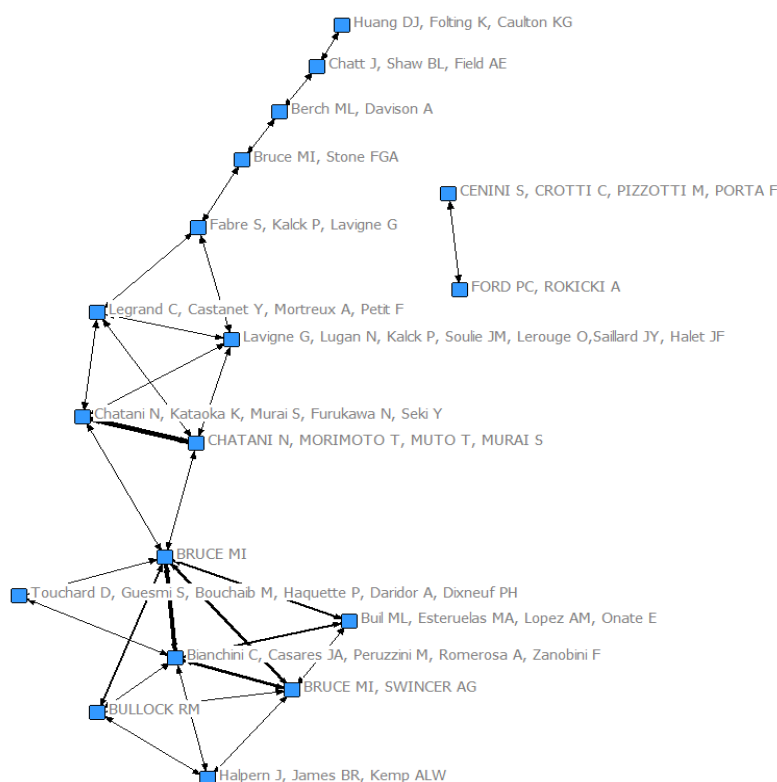 Huang DJ, Folting K, Caulton KG
Chatt J, Shaw BL, Field AE
Berch ML, Davison A
Bruce MI, Stone FGA
CENINI S, CROTTI C, PIZZOTTI M, PORTA F
Fabre S, Kalck P, Lavigne G
FORD PC, ROKICKI A
Legrand C, Castanet Y, Mortreux A, Petit F
Lavigne G, Lugan N, Kalck P, Soulie JM, Lerouge O,Saillard JY, Halet JF
Chatani N, Kataoka K, Murai S, Furukawa N, Seki Y
CHATANI N, MORIMOTO T, MUTO T, MURAI S
BRUCE MI
Touchard D, Guesmi S, Bouchaib M, Haquette P, Daridor A, Dixneuf PH
Buil ML, Esteruelas MA, Lopez AM, Onate E
Bianchini C, Casares JA, Peruzzini M, Romerosa A, Zanobini F
BRUCE MI, SWINCER AG
BULLOCK RM
Halpern J, James BR, Kemp ALW